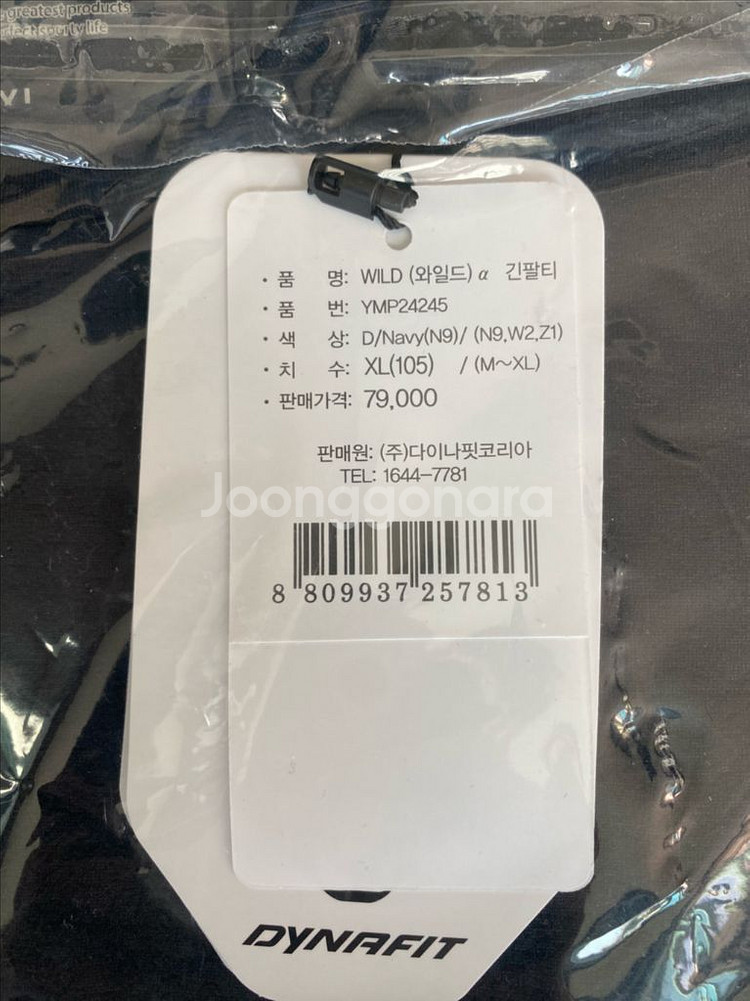 greatest products
sporty life
VI
· 품 명: WILD (와일드) α 긴팔티
· 품 번: YMP24245
· 색 상: D/Navy(N9)/ (N9,W2,Z1)
· 치 수: XL(105) / (M~XL)
· 판매가격: 79,000
판매원: (주)다이나핏코리아
TEL: 1644-7781
Joonggonara
8 809937 257813
DYNAFIT